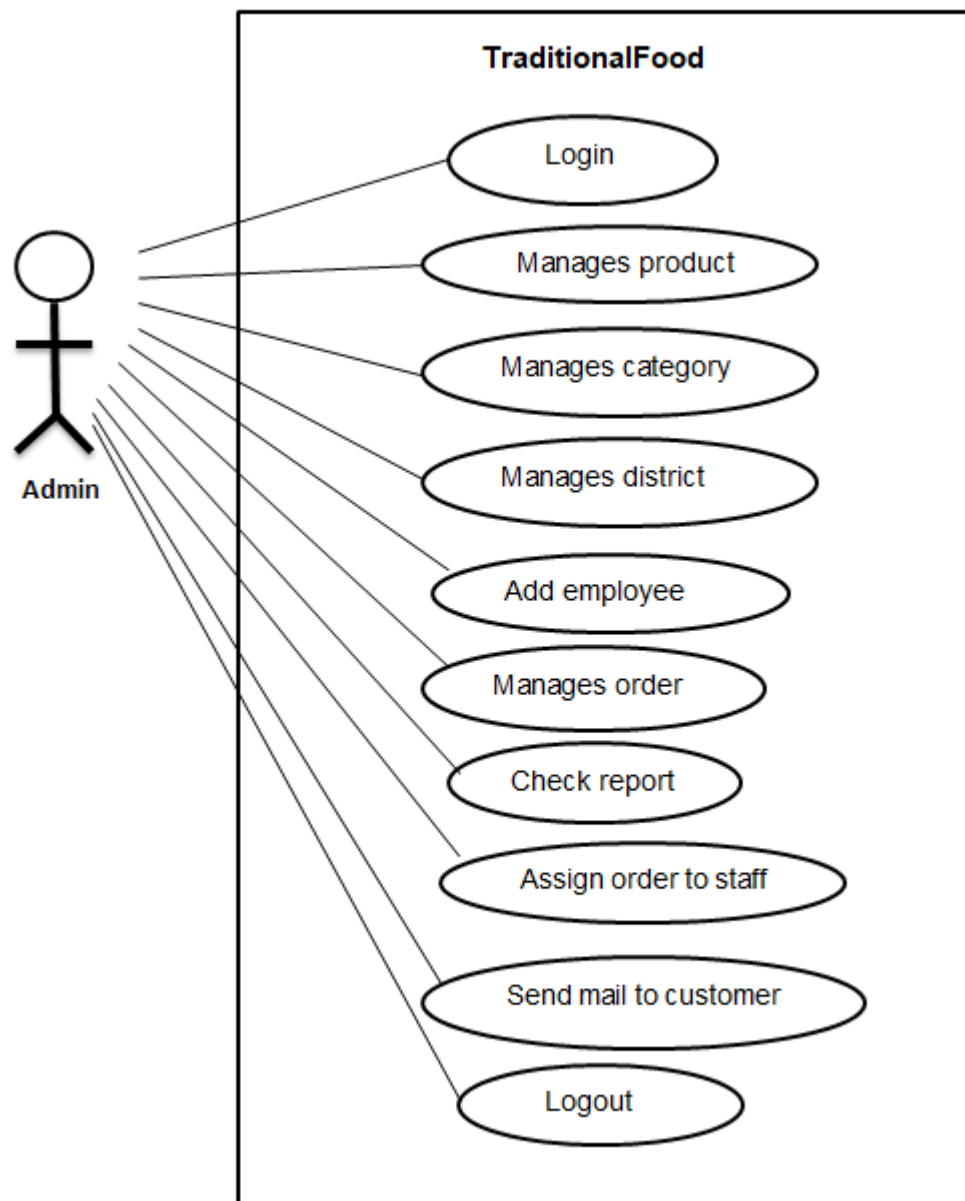 TraditionalFood
Login
Manages product
Manages category
Manages district
Admin
Add employee
Manages order
Check report
Assign order to staff
Send mail to customer
Logout